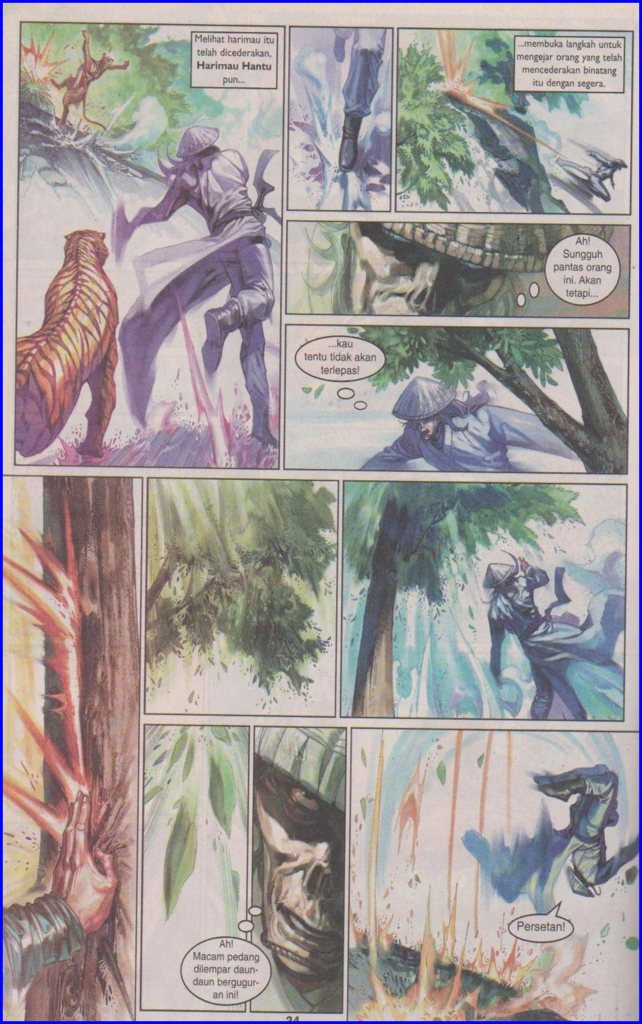 Melihat harimau itu
telah dicederakan,
Harimau Hantu
pun...
...membuka langkah untuk
mengejar orang yang telah
mencederakan binatang
itu dengan segera.
Ah!
Sungguh
pantas orang
ini. Akan
tetapi...
...kau
tentu tidak akan
terlepas!
Ah!
Macam pedang
dilempar daun-
daun bergugur-
an ini!
Persetan!
24